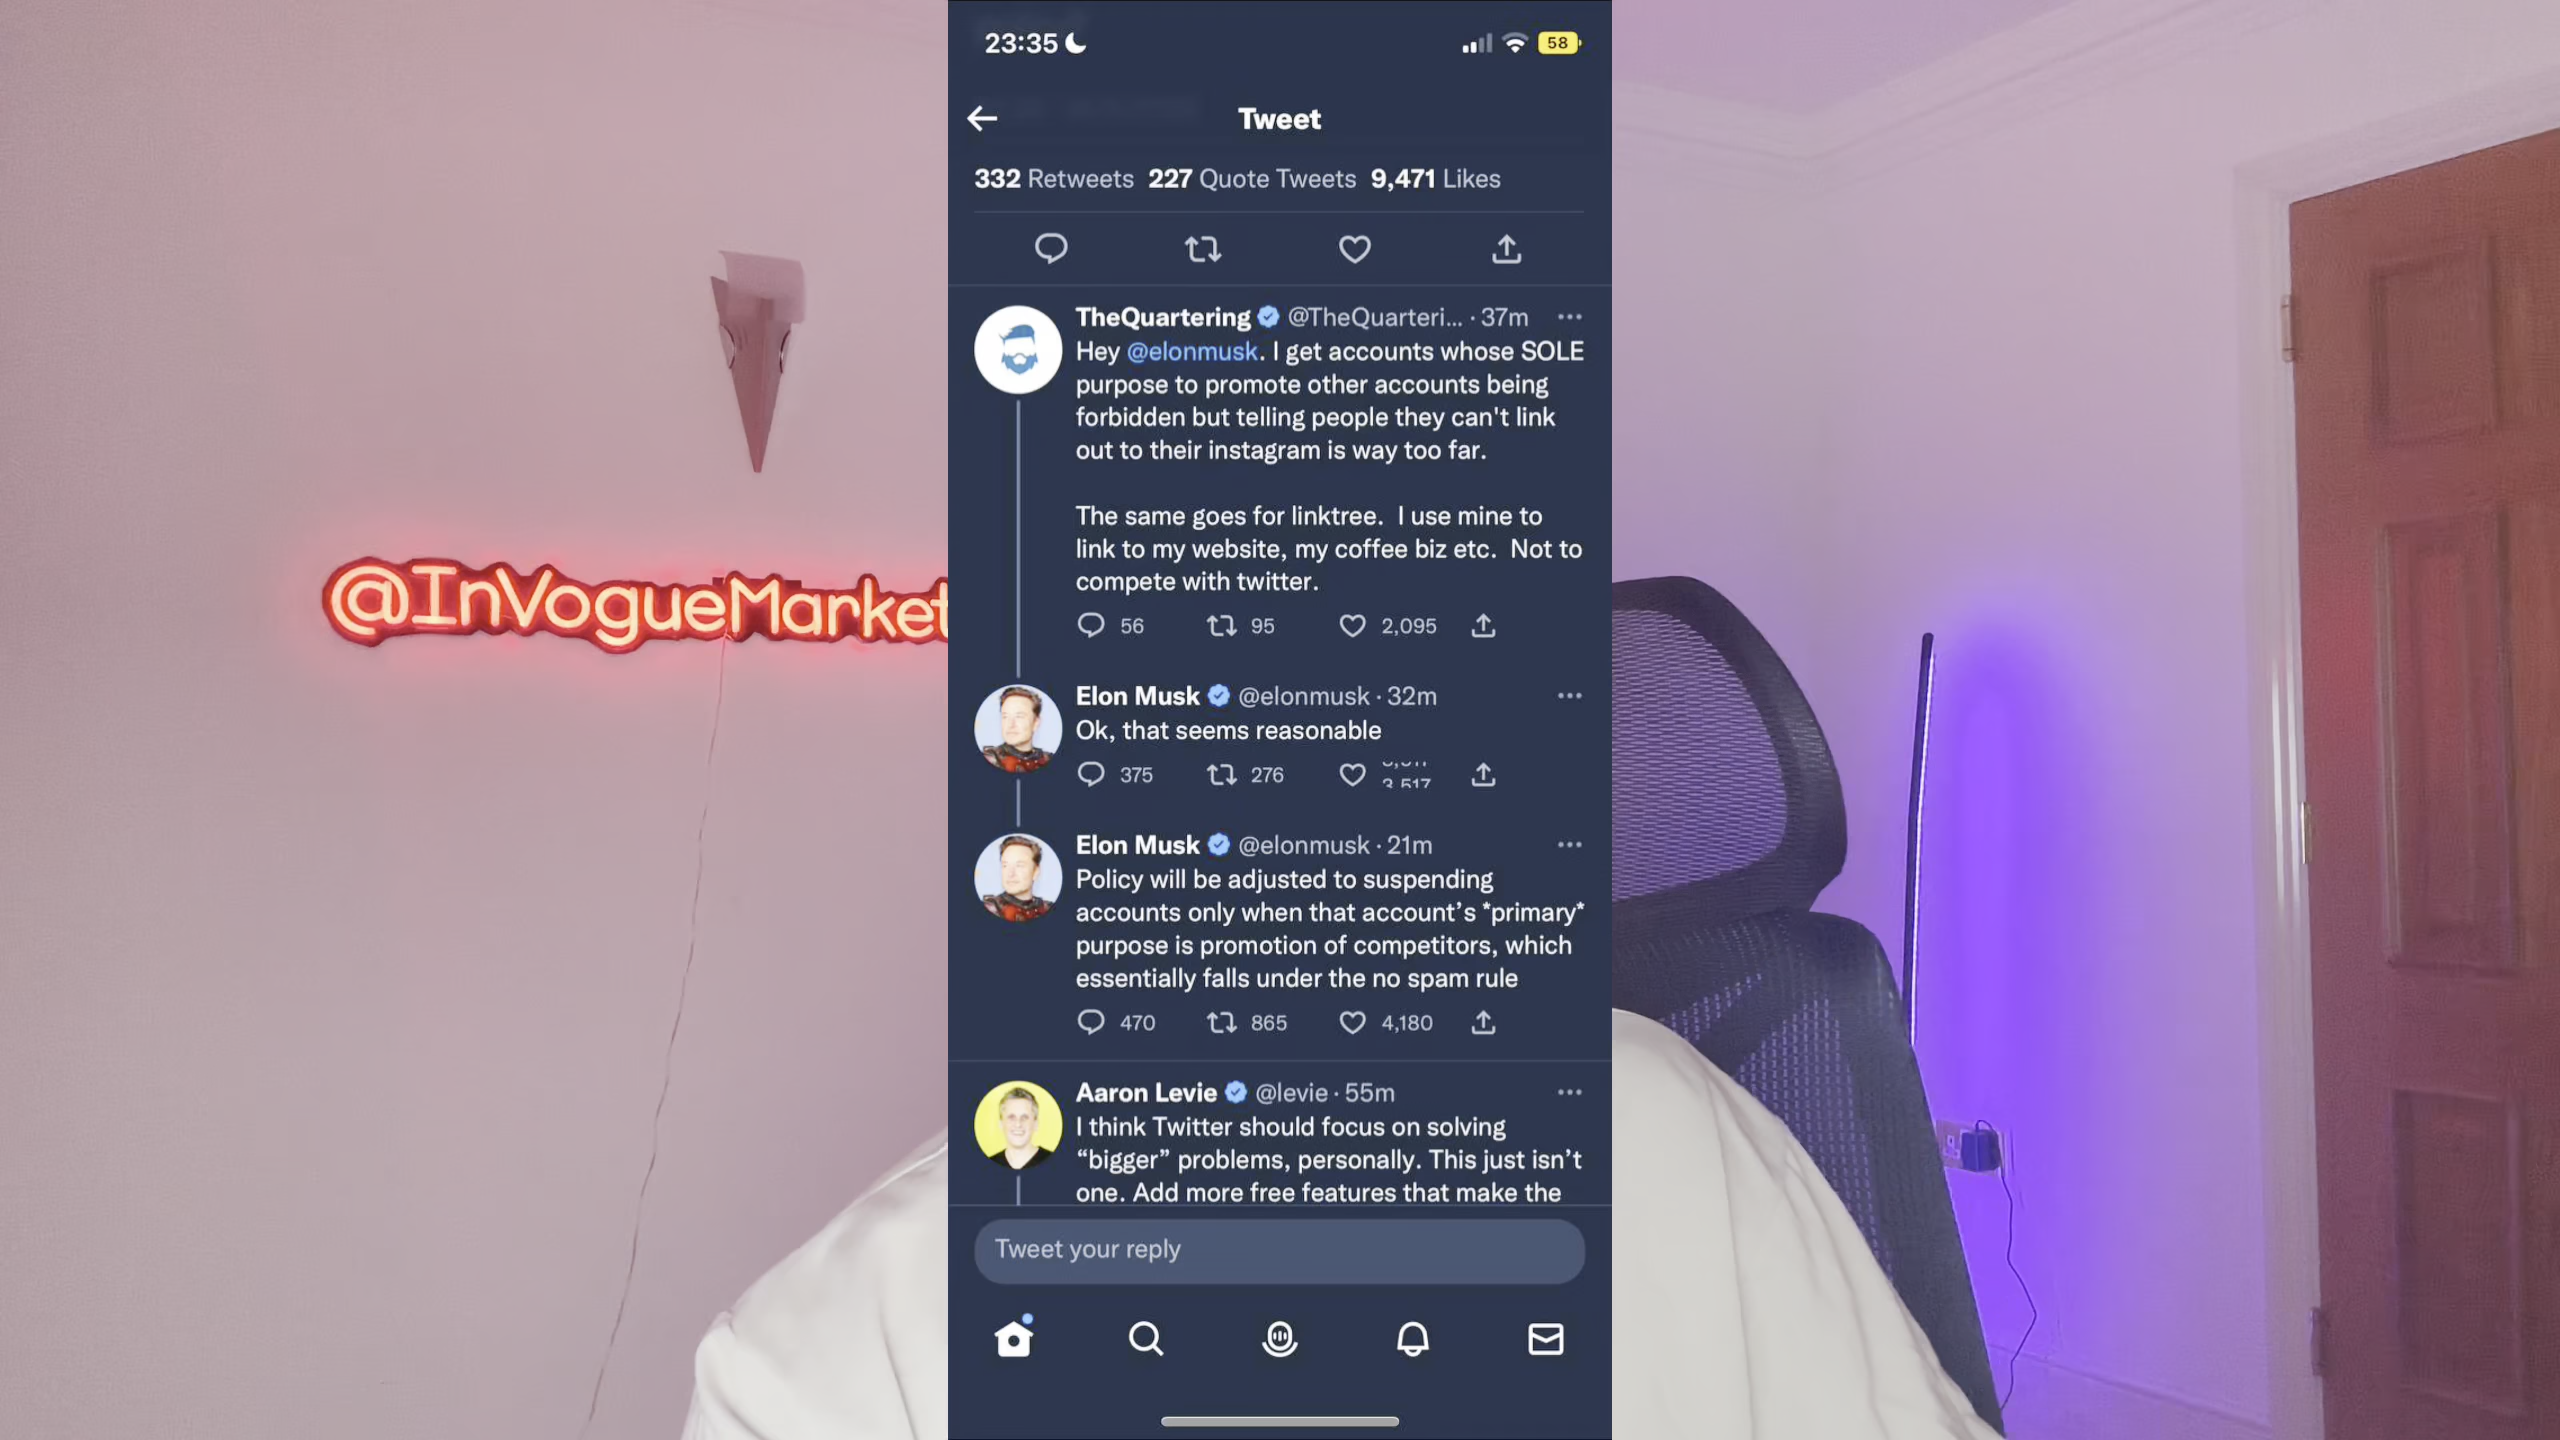 23:35
58
Tweet
332 Retweets 227 Quote Tweets 9,471 Likes
TheQuartering @TheQuarteri... · 37m
Hey @elonmusk. I get accounts whose SOLE
purpose to promote other accounts being
forbidden but telling people they can't link
out to their instagram is way too far.
The same goes for linktree. I use mine to
link to my website, my coffee biz etc. Not to
compete with twitter.
56 95 2,095
Elon Musk @elonmusk · 32m
Ok, that seems reasonable
375 276
Elon Musk @elonmusk · 21m
Policy will be adjusted to suspending
accounts only when that account’s *primary*
purpose is promotion of competitors, which
essentially falls under the no spam rule
470 865 4,180
Aaron Levie @levie · 55m
I think Twitter should focus on solving
“bigger” problems, personally. This just isn’t
one. Add more free features that make the
Tweet your reply
@InVogueMarket